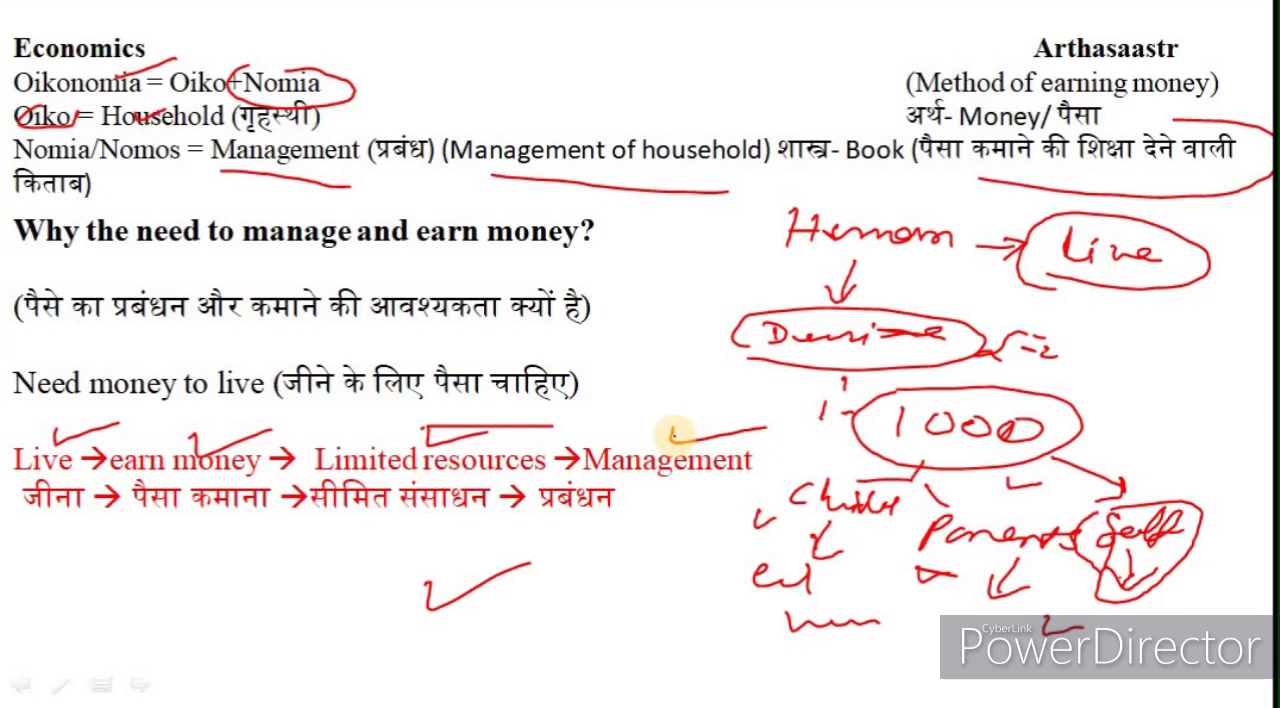 Economics
Arthasaastr
Oikonomia = Oiko+Nomia
(Method of earning money)
Oiko = Household (गृहस्थी)
अर्थ- Money/ पैसा
Nomia/Nomos = Management (प्रबंध) (Management of household) शास्त्र- Book (पैसा कमाने की शिक्षा देने वाली
किताब)
Why the need to manage and earn money?
Human → Live
(पैसे का प्रबंधन और कमाने की आवश्यकता क्यों है)
Need money to live (जीने के लिए पैसा चाहिए)
1000
Live →earn money → Limited resources →Management
जीना → पैसा कमाना →सीमित संसाधन → प्रबंधन
Parents Self
CyberLink
PowerDirector